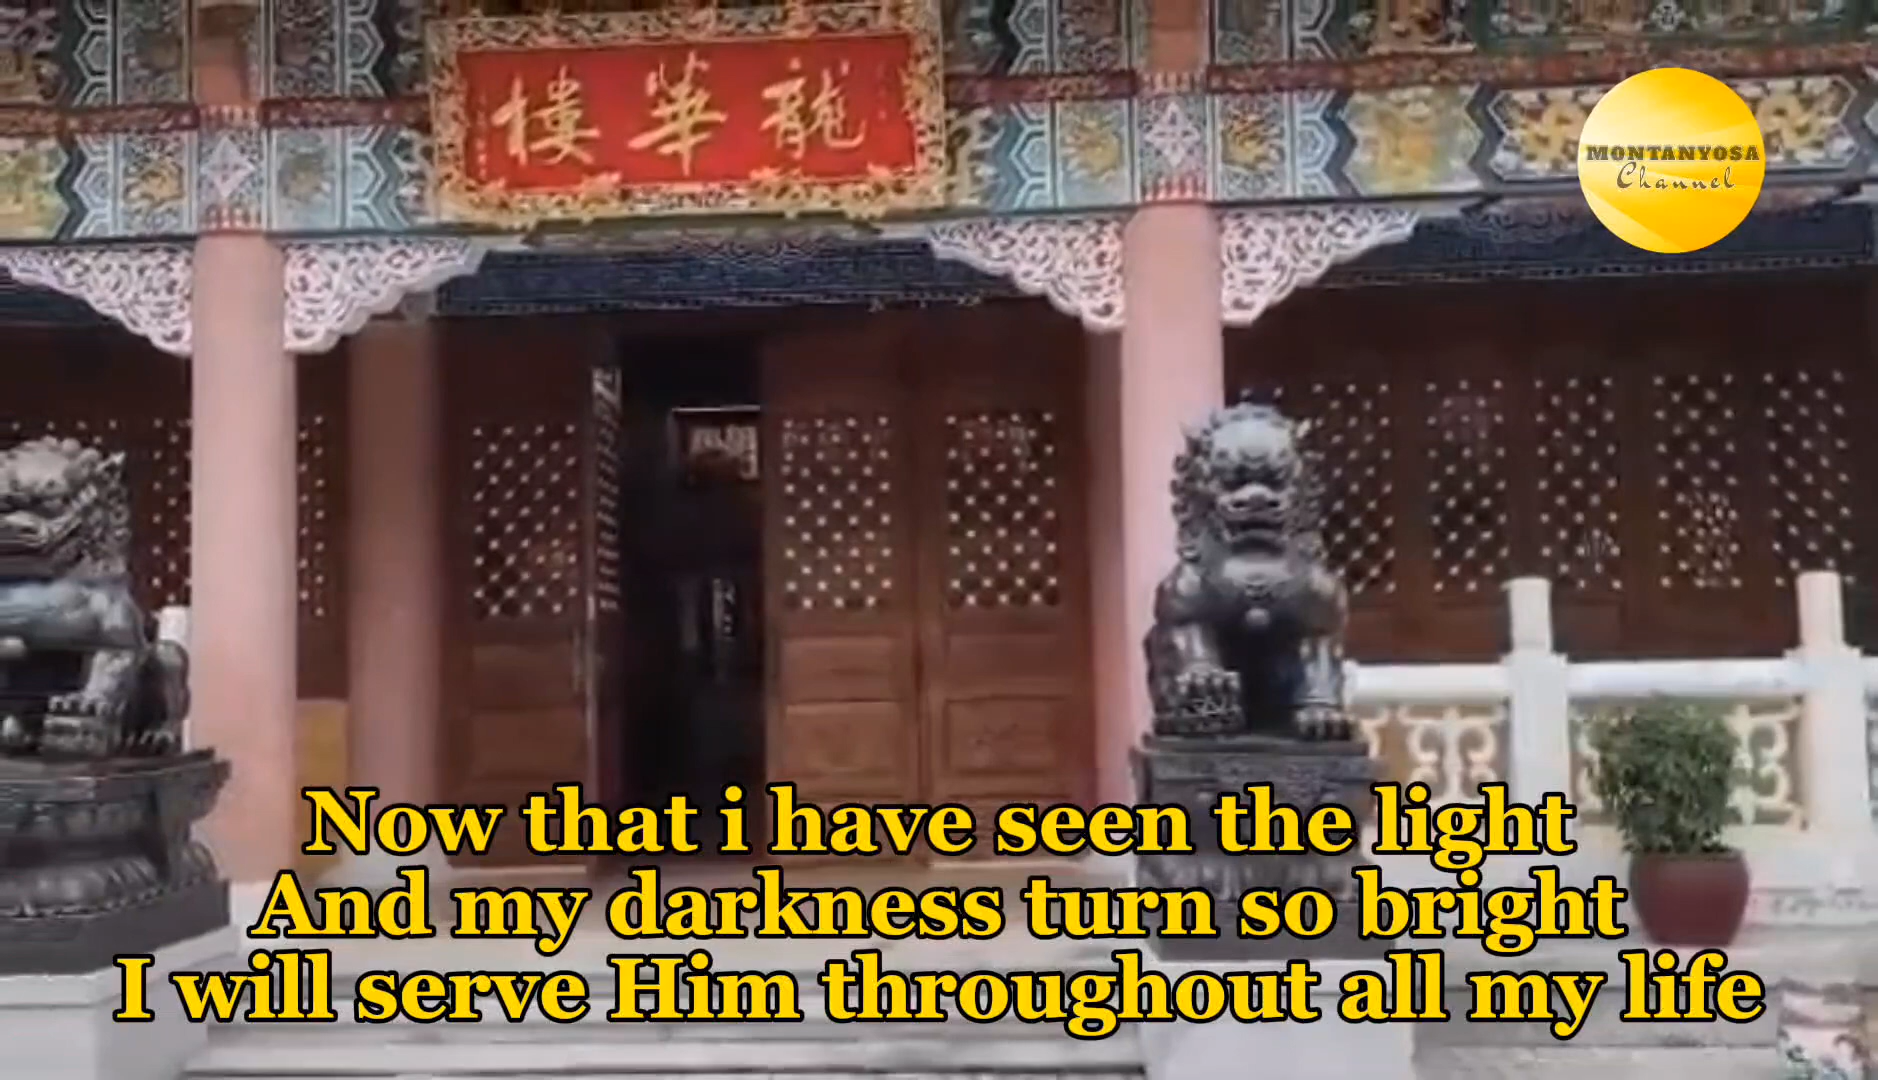 樓華龍
MONTANYOSA
Channel
Now that i have seen the light
And my darkness turn so bright
I will serve Him throughout all my life